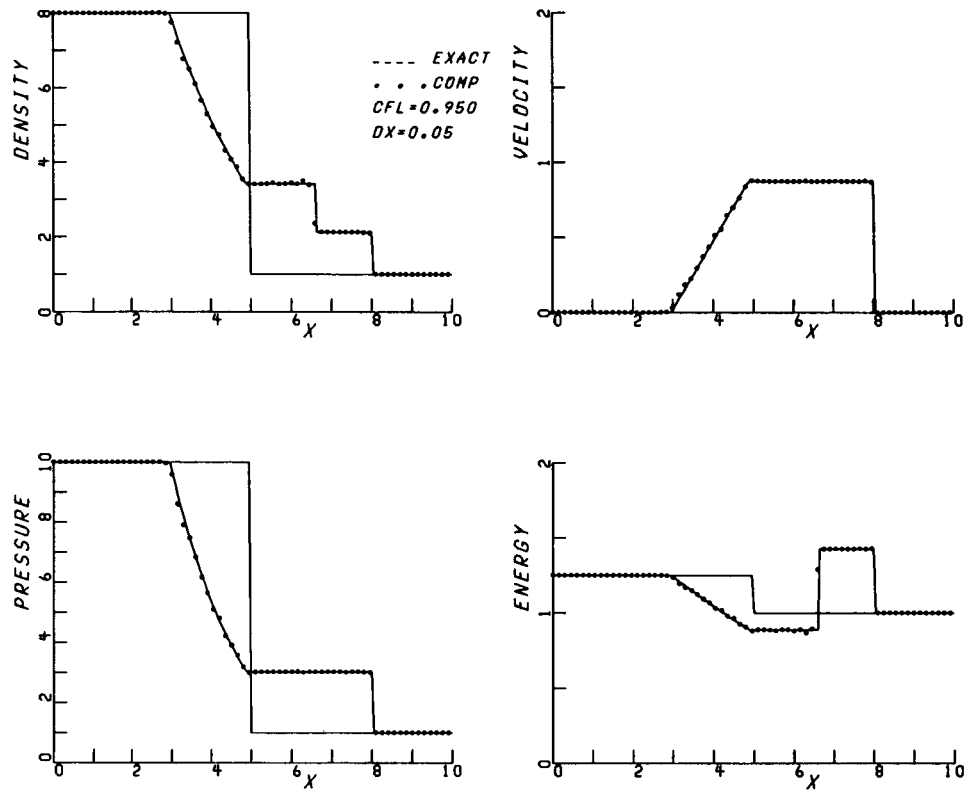 DENSITY
8
6
4
2
0
0 2 4 6 8 10
X
---- EXACT
• • • COMP
CFL=0.950
DX=0.05
VELOCITY
2
1
0
0 2 4 6 8 10
X
PRESSURE
10
8
6
4
2
0
0 2 4 6 8 10
X
ENERGY
2
1
0
0 2 4 6 8 10
X